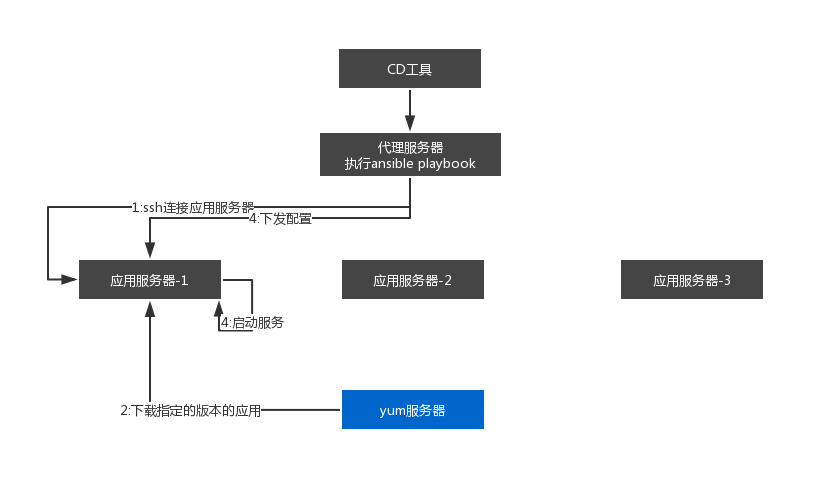 CD工具
代理服务器
执行ansible playbook
1:ssh连接应用服务器
4:下发配置
应用服务器-1
应用服务器-2
应用服务器-3
4:启动服务
2:下载指定的版本的应用
yum服务器